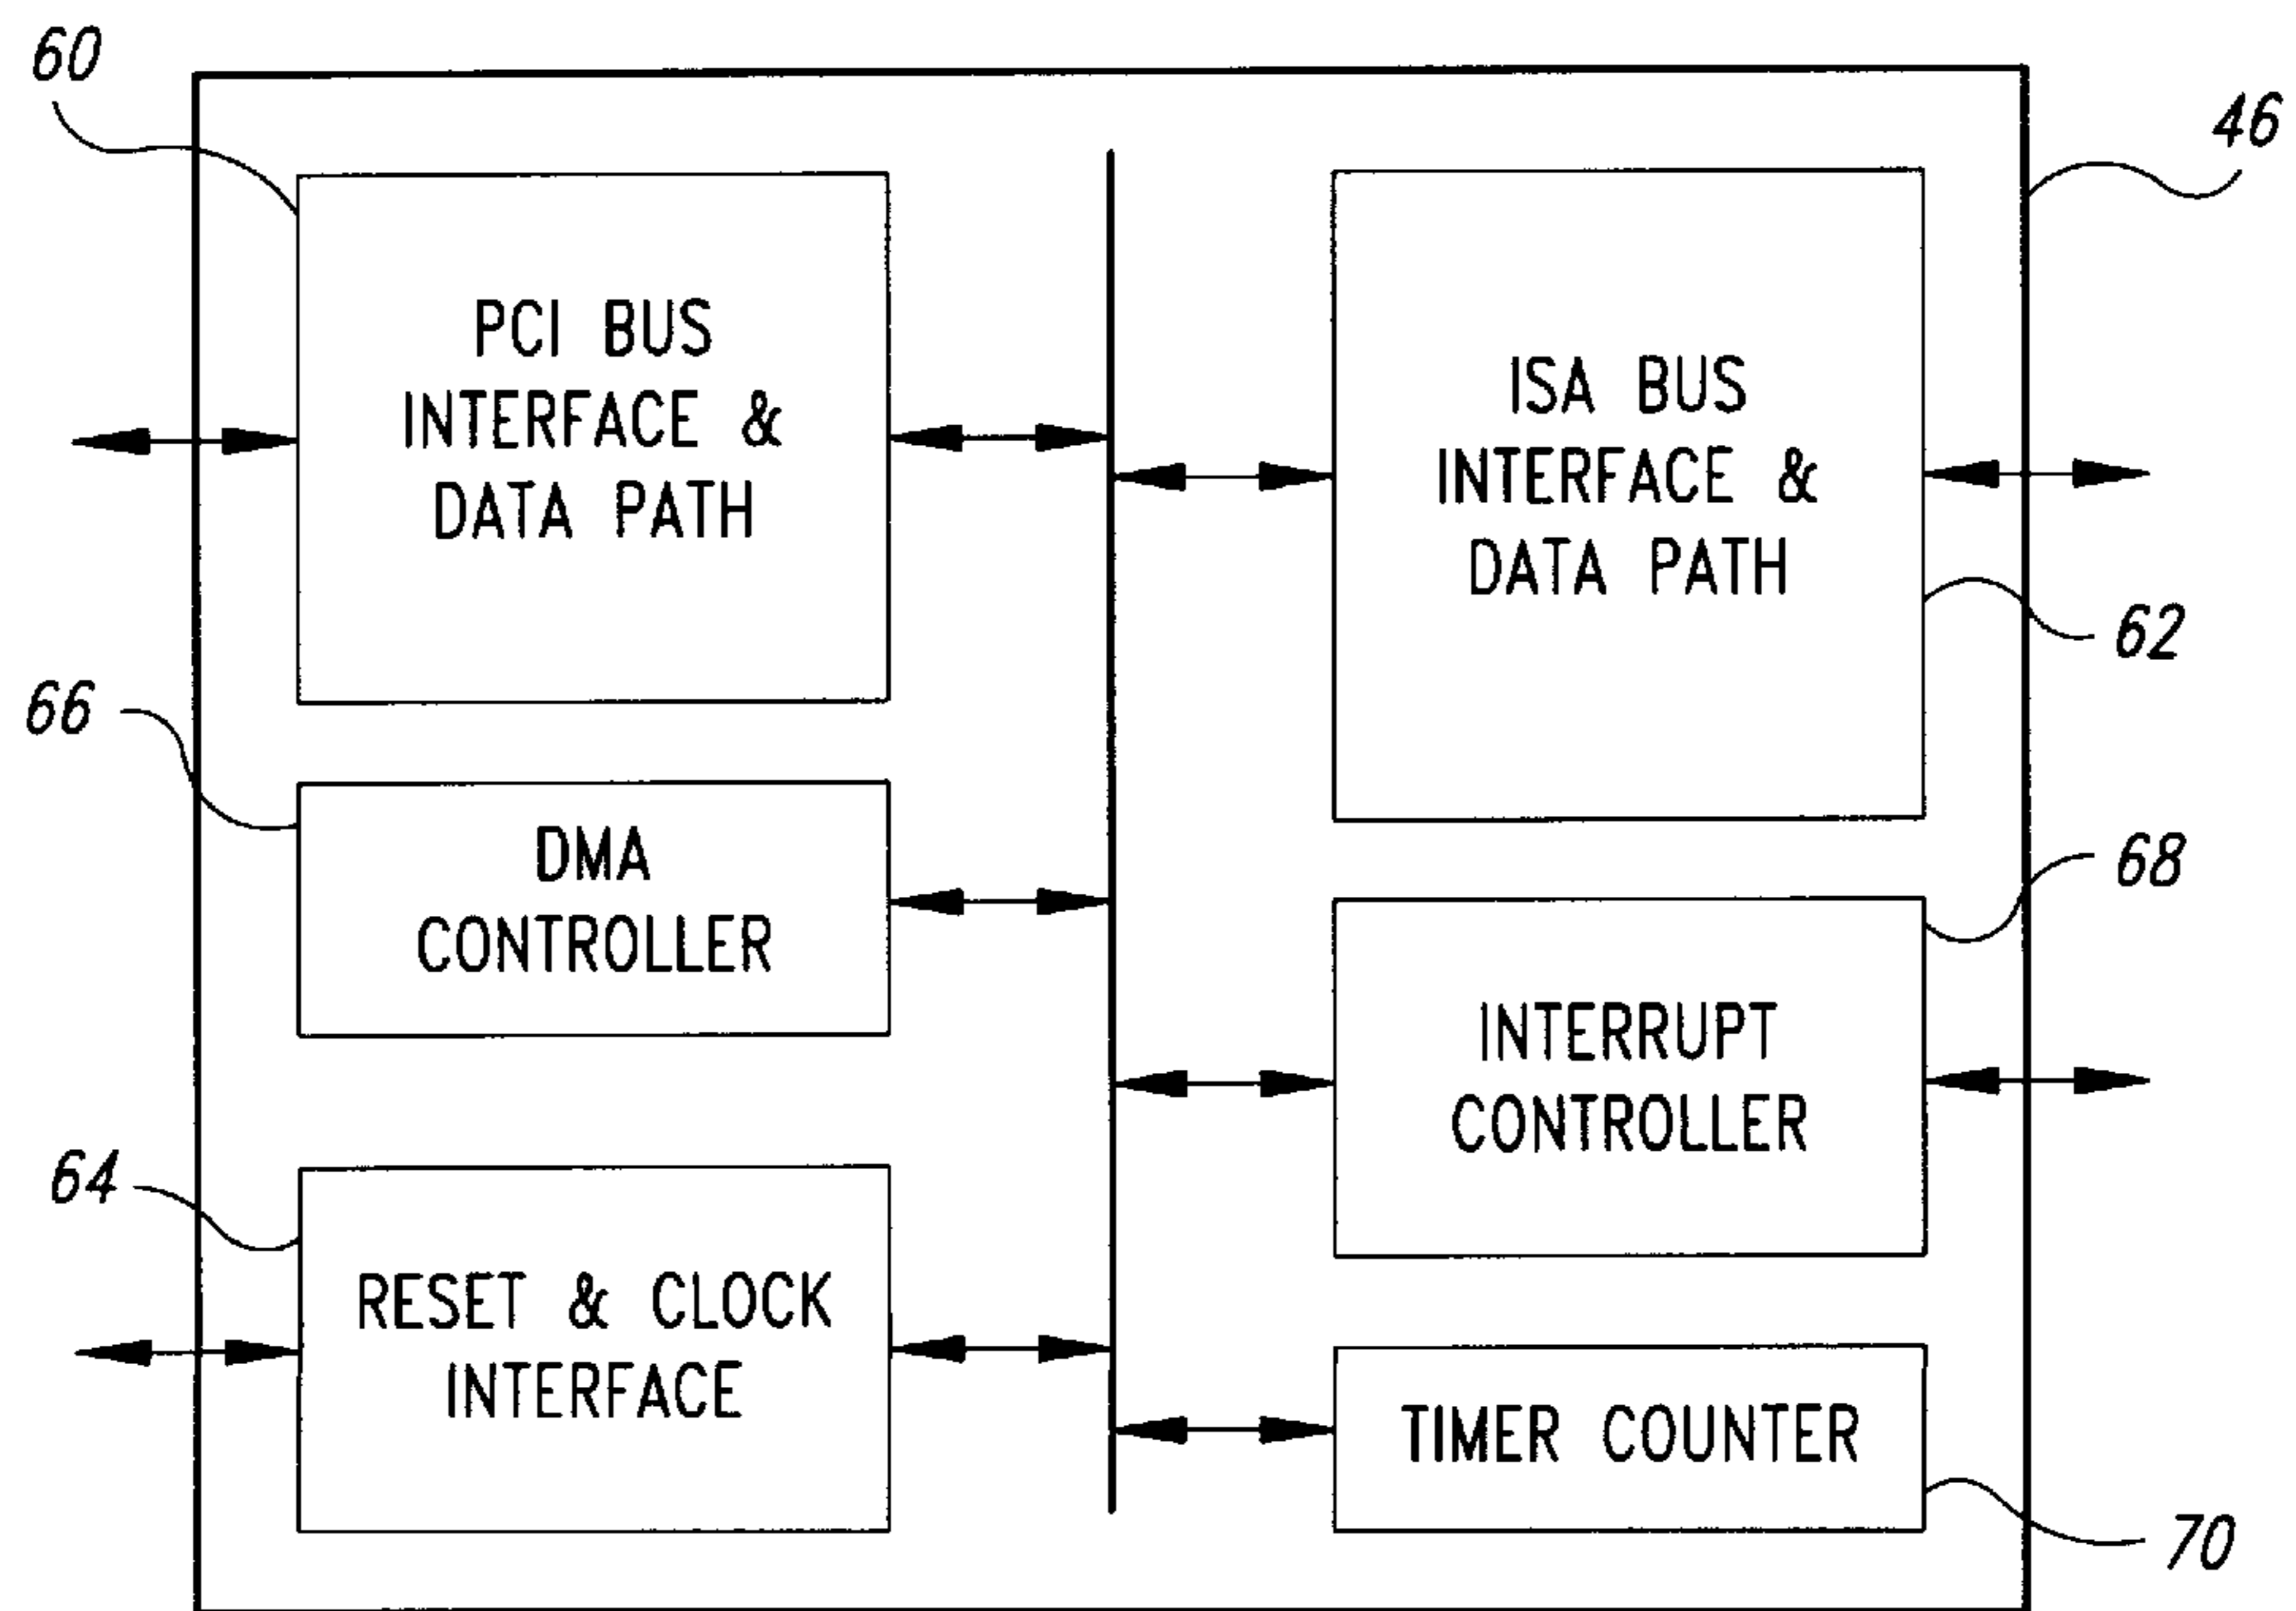 60
46
PCI BUS
INTERFACE &
DATA PATH
ISA BUS
INTERFACE &
DATA PATH
62
66
DMA
CONTROLLER
68
INTERRUPT
CONTROLLER
64
RESET & CLOCK
INTERFACE
TIMER COUNTER
70